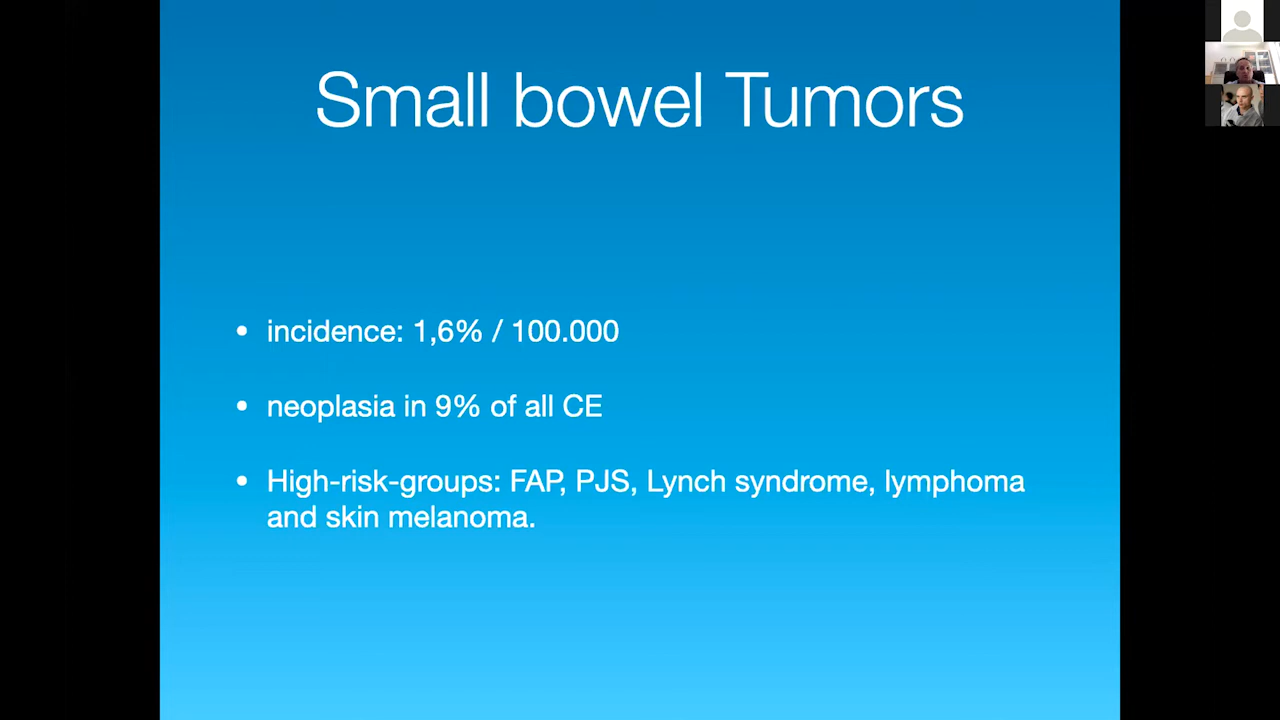 Small bowel Tumors
• incidence: 1,6% / 100.000
• neoplasia in 9% of all CE
• High-risk-groups: FAP, PJS, Lynch syndrome, lymphoma
and skin melanoma.